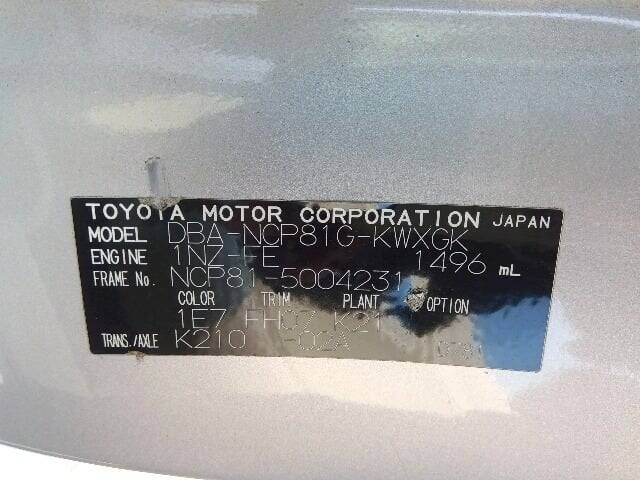 TOYOTA MOTOR CORPORATION JAPAN
MODEL DBA-NCP81G-KWXGK
ENGINE 1NZ-FE 1496 mL
FRAME No. NCP81-5004231
COLOR TRIM PLANT OPTION
1E7 FH07 K21
TRANS./AXLE K210 -02A